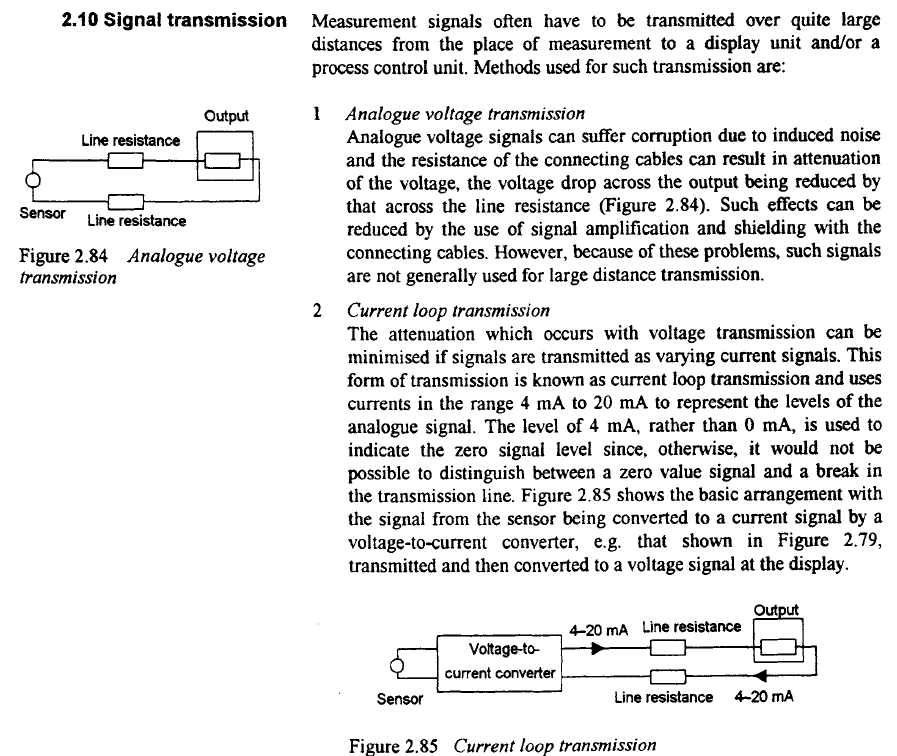 2.10 Signal transmission
Measurement signals often have to be transmitted over quite large
distances from the place of measurement to a display unit and/or a
process control unit. Methods used for such transmission are:
1 Analogue voltage transmission
Analogue voltage signals can suffer corruption due to induced noise
and the resistance of the connecting cables can result in attenuation
of the voltage, the voltage drop across the output being reduced by
that across the line resistance (Figure 2.84). Such effects can be
reduced by the use of signal amplification and shielding with the
connecting cables. However, because of these problems, such signals
are not generally used for large distance transmission.
Output
Line resistance
Sensor
Line resistance
Figure 2.84 Analogue voltage
transmission
2 Current loop transmission
The attenuation which occurs with voltage transmission can be
minimised if signals are transmitted as varying current signals. This
form of transmission is known as current loop transmission and uses
currents in the range 4 mA to 20 mA to represent the levels of the
analogue signal. The level of 4 mA, rather than 0 mA, is used to
indicate the zero signal level since, otherwise, it would not be
possible to distinguish between a zero value signal and a break in
the transmission line. Figure 2.85 shows the basic arrangement with
the signal from the sensor being converted to a current signal by a
voltage-to-current converter, e.g. that shown in Figure 2.79,
transmitted and then converted to a voltage signal at the display.
Output
4–20 mA Line resistance
Voltage-to-
current converter
Sensor
Line resistance 4–20 mA
Figure 2.85 Current loop transmission